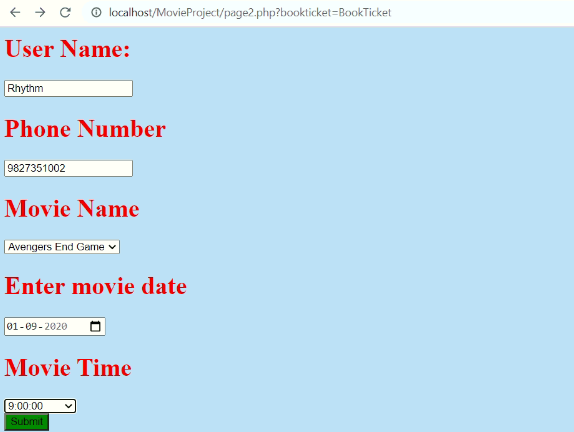 localhost/MovieProject/page2.php?bookticket=BookTicket
User Name:
Rhythm
Phone Number
9827351002
Movie Name
Avengers End Game
Enter movie date
01-09-2020
Movie Time
9:00:00
Submit